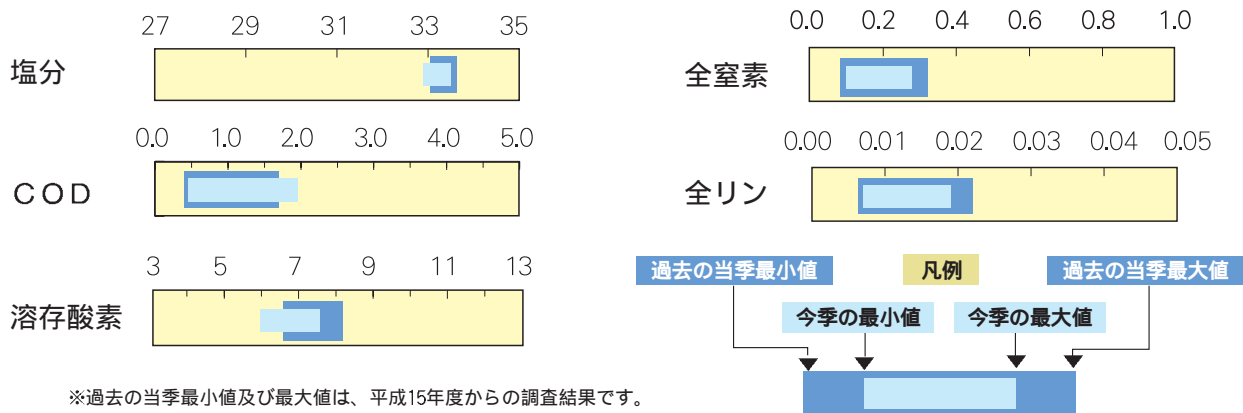 27 29 31 33 35
塩分
0.0 1.0 2.0 3.0 4.0 5.0
ＣＯＤ
3 5 7 9 11 13
溶存酸素
0.0 0.2 0.4 0.6 0.8 1.0
全窒素
0.00 0.01 0.02 0.03 0.04 0.05
全リン
過去の当季最小値 凡例 過去の当季最大値
今季の最小値 今季の最大値
※過去の当季最小値及び最大値は、平成15年度からの調査結果です。